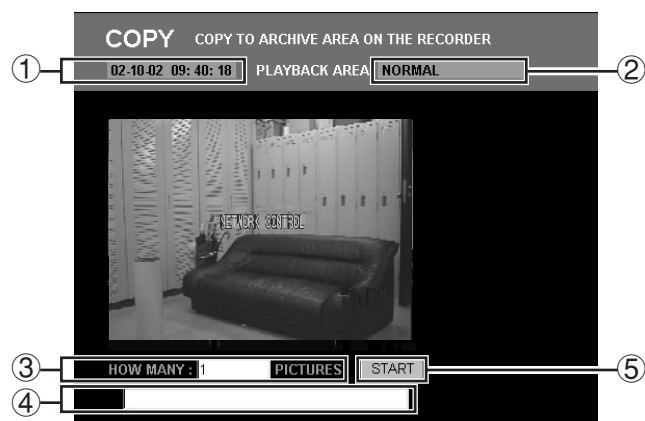 COPY COPY TO ARCHIVE AREA ON THE RECORDER
① 02-10-02 09: 40: 18 PLAYBACK AREA NORMAL ②
NETWORK CONTROL
③ HOW MANY : 1 PICTURES START ⑤
④